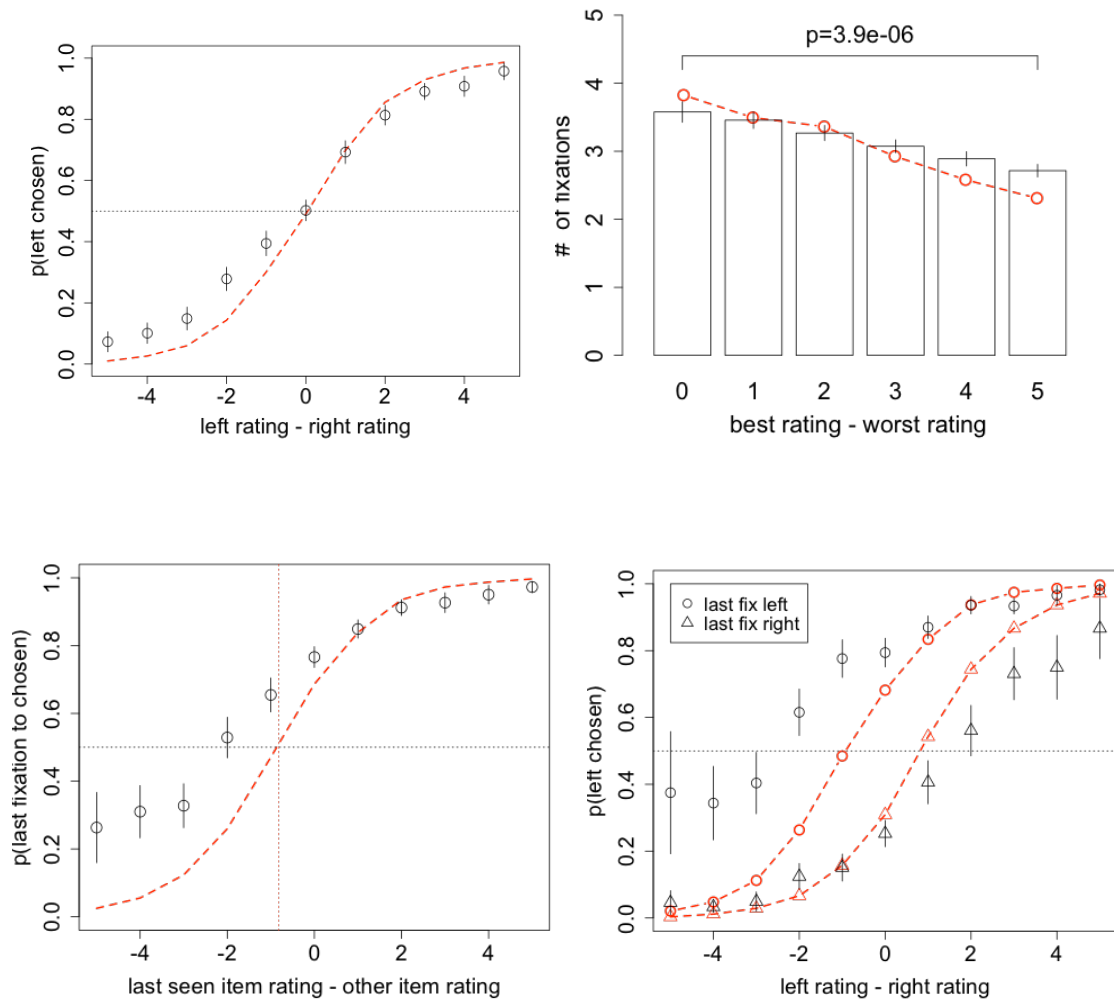 p(left chosen)
1.0
0.8
0.6
0.4
0.2
0.0
-4 -2 0 2 4
left rating - right rating
# of fixations
5
4
3
2
1
0
p=3.9e-06
0 1 2 3 4 5
best rating - worst rating
p(last fixation to chosen)
1.0
0.8
0.6
0.4
0.2
0.0
-4 -2 0 2 4
last seen item rating - other item rating
p(left chosen)
1.0
0.8
0.6
0.4
0.2
0.0
last fix left
last fix right
-4 -2 0 2 4
left rating - right rating